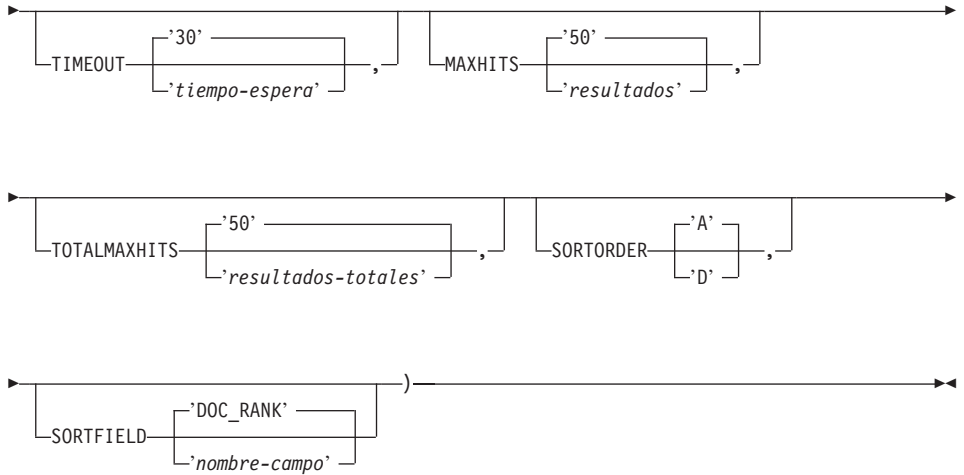 '30'
TIMEOUT 'tiempo-espera' ,
'50'
MAXHITS 'resultados' ,
'50'
TOTALMAXHITS 'resultados-totales' ,
'A'
SORTORDER 'D' ,
)
'DOC_RANK'
SORTFIELD 'nombre-campo'